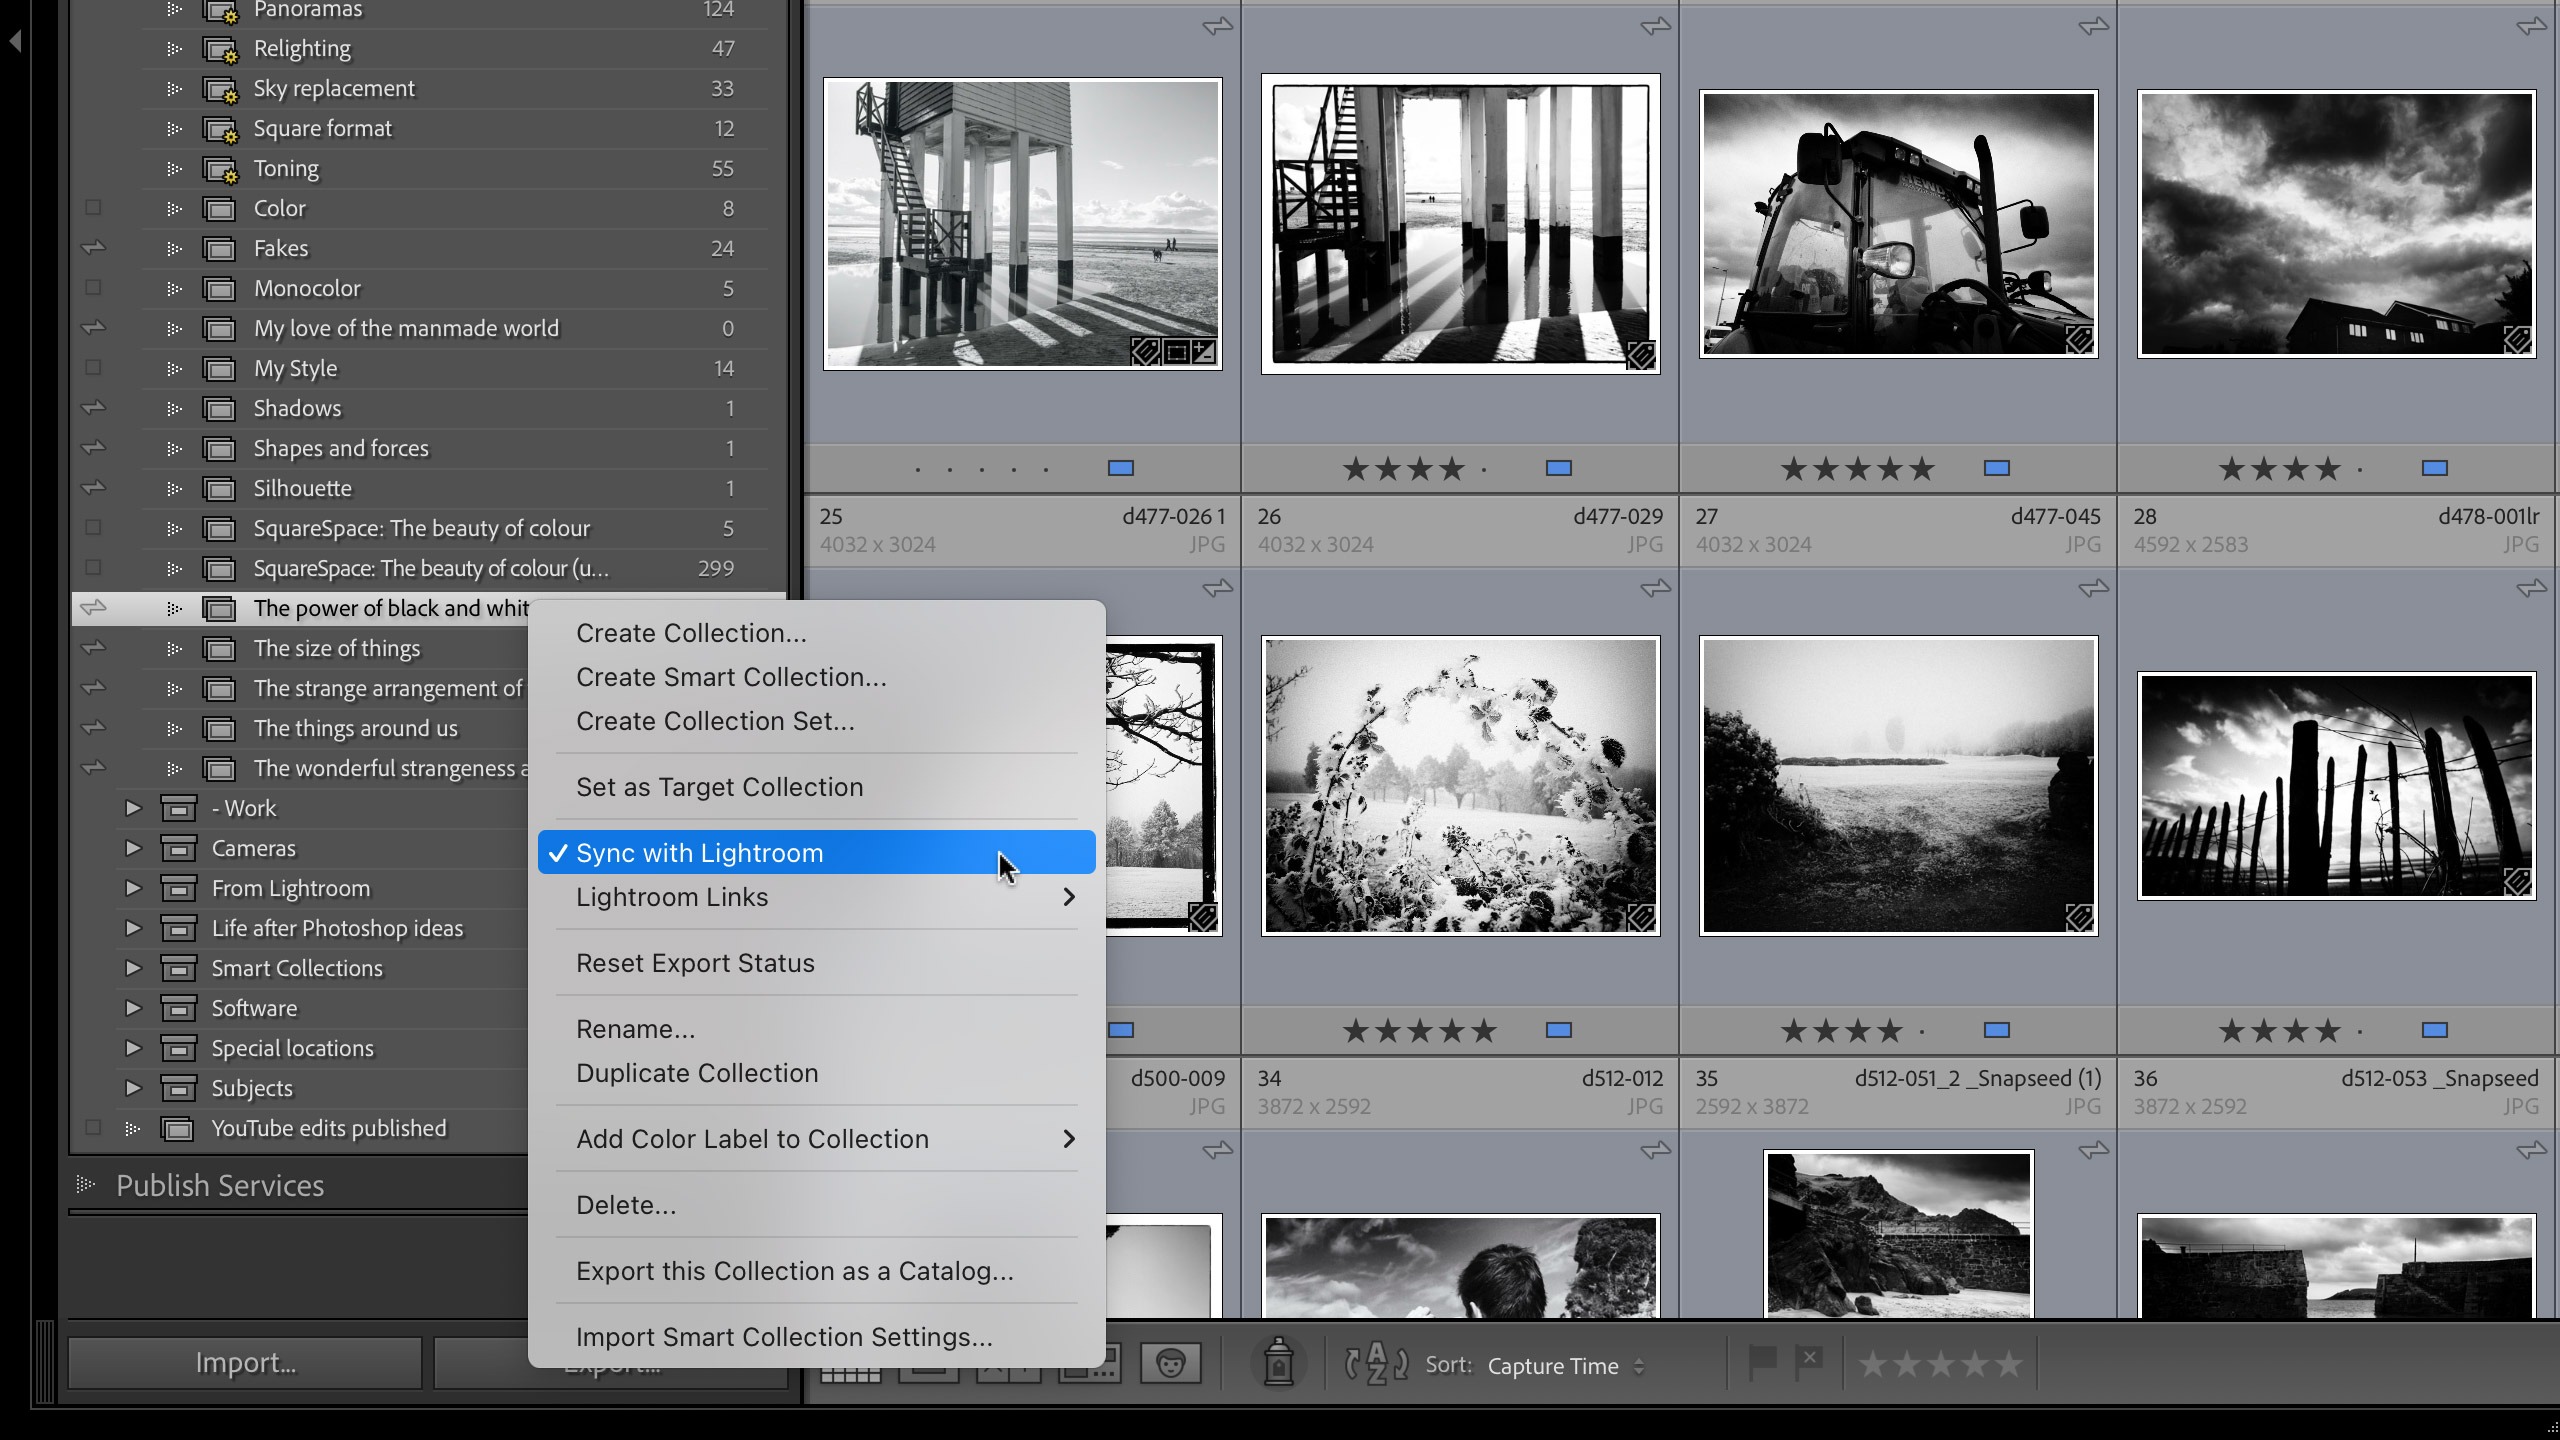 Panoramas 124
Relighting 47
Sky replacement 33
Square format 12
Toning 55
Color 8
Fakes 24
Monocolor 5
My love of the manmade world 0
My Style 14
Shadows 1
Shapes and forces 1
Silhouette 1
SquareSpace: The beauty of colour 5
SquareSpace: The beauty of colour (u... 299
The power of black and whit
The size of things
The strange arrangement of
The things around us
The wonderful strangeness a
- Work
Cameras
From Lightroom
Life after Photoshop ideas
Smart Collections
Software
Special locations
Subjects
YouTube edits published
Publish Services
Import...
Export...
Create Collection...
Create Smart Collection...
Create Collection Set...
Set as Target Collection
✓ Sync with Lightroom
Lightroom Links
Reset Export Status
Rename...
Duplicate Collection
Add Color Label to Collection
Delete...
Export this Collection as a Catalog...
Import Smart Collection Settings...
25 d477-026 1
4032 x 3024 JPG
26 d477-029
4032 x 3024 JPG
27 d477-045
4032 x 3024 JPG
28 d478-001lr
4592 x 2583 JPG
d500-009
JPG
34 d512-012
3872 x 2592 JPG
35 d512-051_2 _Snapseed (1)
2592 x 3872 JPG
36 d512-053 _Snapseed
3872 x 2592 JPG
Sort: Capture Time